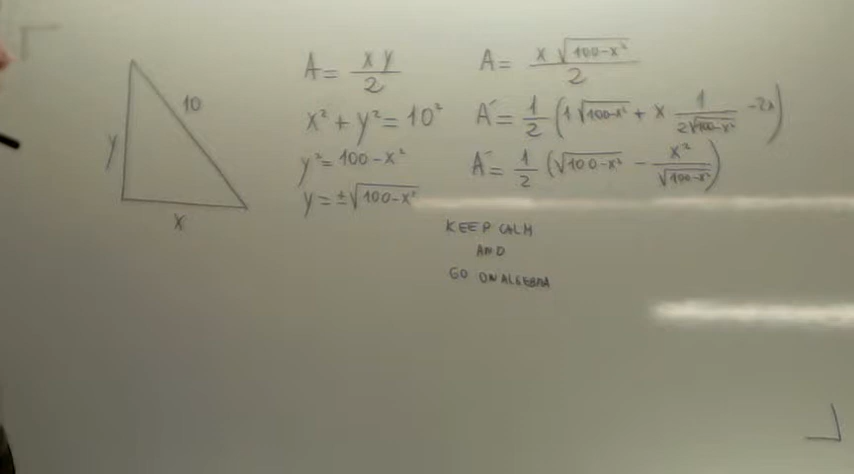 10
y
x
A = x y / 2
x² + y² = 10²
y² = 100-x²
y = ±√100-x²
A = x √100-x² / 2
A´ = 1/2 (1√100-x² + x 1/2√100-x² -2x)
A´ = 1/2 (√100-x² - x²/√100-x²)
KEEP CALM
AND
GO ON ALGEBRA